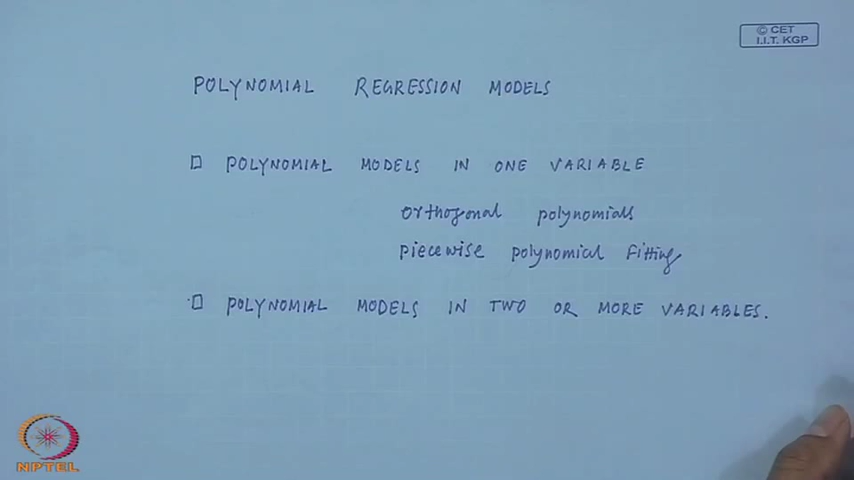 © CET
I.I.T. KGP
POLYNOMIAL REGRESSION MODELS
□ POLYNOMIAL MODELS IN ONE VARIABLE
orthogonal polynomials
piecewise polynomial fitting
□ POLYNOMIAL MODELS IN TWO OR MORE VARIABLES.
NPTEL